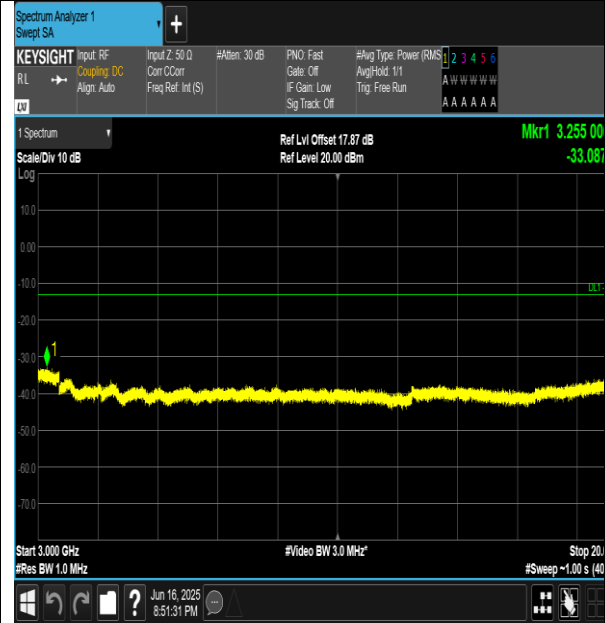 Spectrum Analyzer 1
Swept SA
+
KEYSIGHT Input: RF Input Z: 50 Ω #Atten: 30 dB PNO: Fast #Avg Type: Power (RMS 1 2 3 4 5 6
RL Coupling: DC Corr CCorr Gate: Off Avg|Hold: 1/1 A W W W W W
Align: Auto Freq Ref: Int (S) IF Gain: Low Trig: Free Run
LXI Sig Track: Off A A A A A A
1 Spectrum Ref Lvl Offset 17.87 dB Mkr1 3.255 00
Scale/Div 10 dB Ref Level 20.00 dBm -33.087
Log
10.0
0.00
-10.0
DL1 -
-20.0
1
-30.0
-40.0
-50.0
-60.0
-70.0
Start 3.000 GHz #Video BW 3.0 MHz* Stop 20.
#Res BW 1.0 MHz #Sweep ~1.00 s (40
? Jun 16, 2025
8:51:31 PM